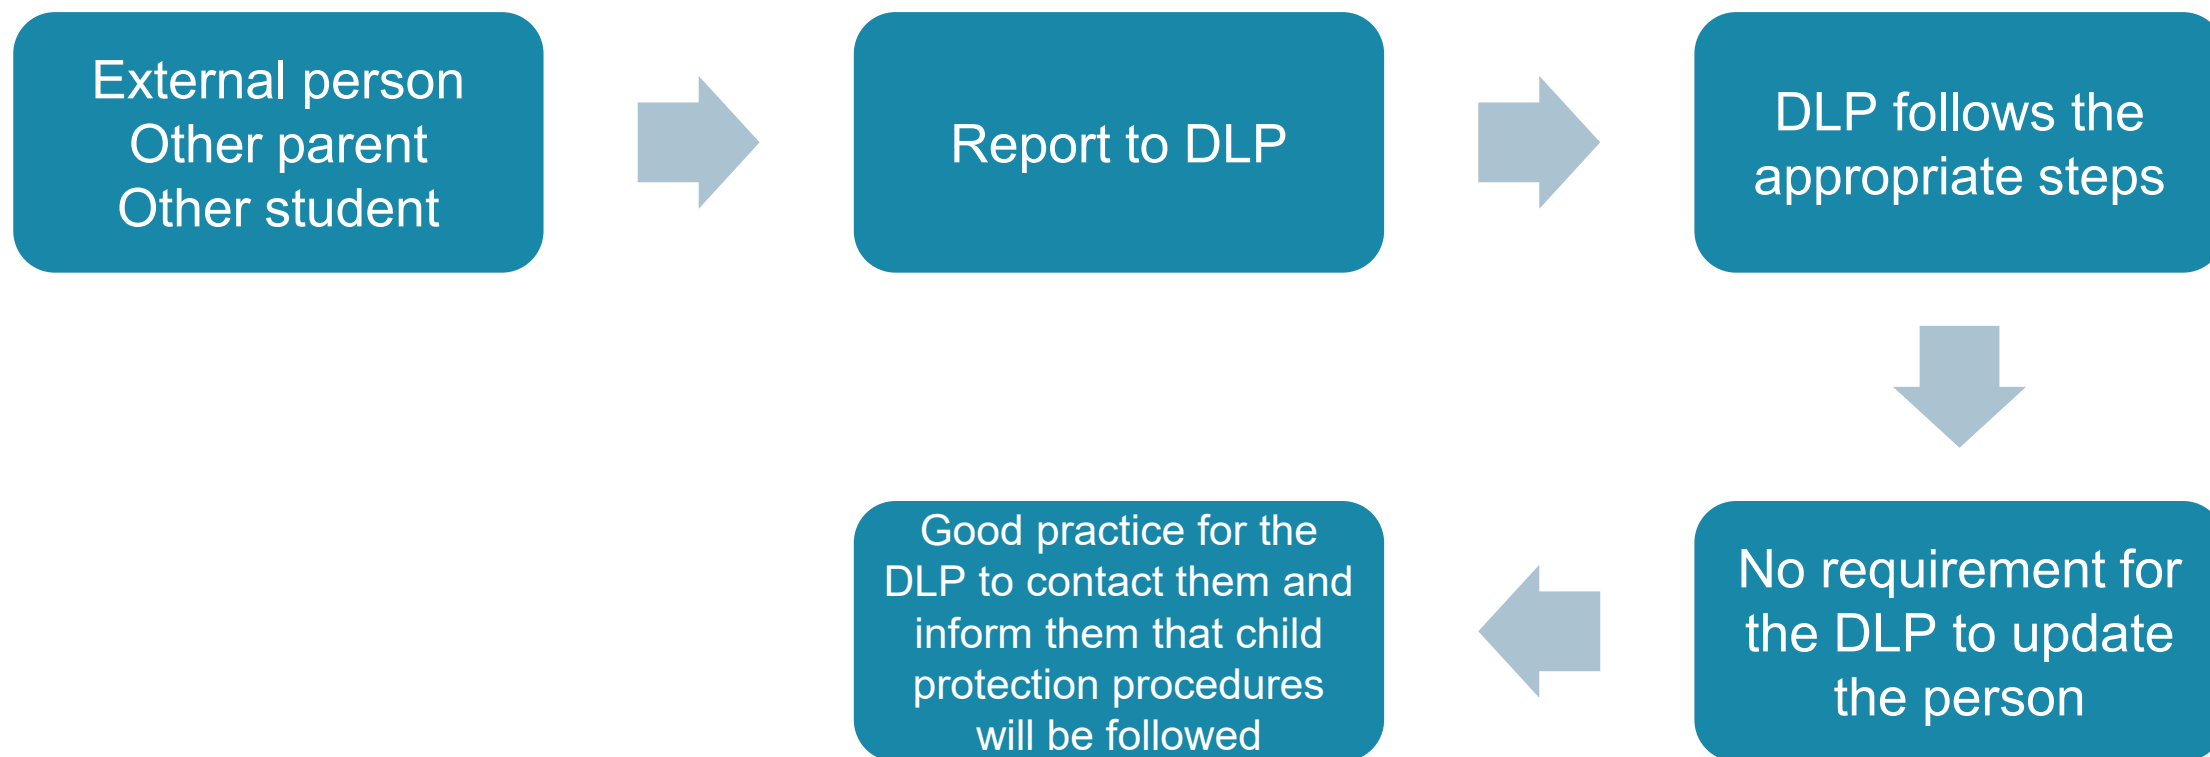 External person
Other parent
Other student
Report to DLP
DLP follows the
appropriate steps
No requirement for
the DLP to update
the person
Good practice for the
DLP to contact them and
inform them that child
protection procedures
will be followed